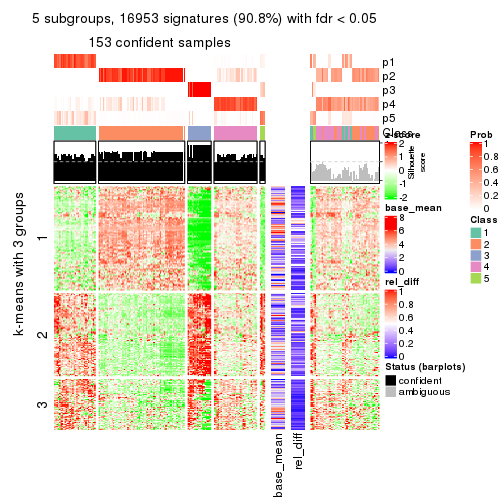 5 subgroups, 16953 signatures (90.8%) with fdr < 0.05
153 confident samples
p1
p2
p3
p4
p5
Class
k-means with 3 groups
1
2
3
Silhouette
score
base_mean
rel_diff
z-score
2
1
0
-1
-2
base_mean
8
6
4
2
0
rel_diff
1
0.8
0.6
0.4
0.2
0
Status (barplots)
confident
ambiguous
Prob
1
0.8
0.6
0.4
0.2
0
Class
1
2
3
4
5